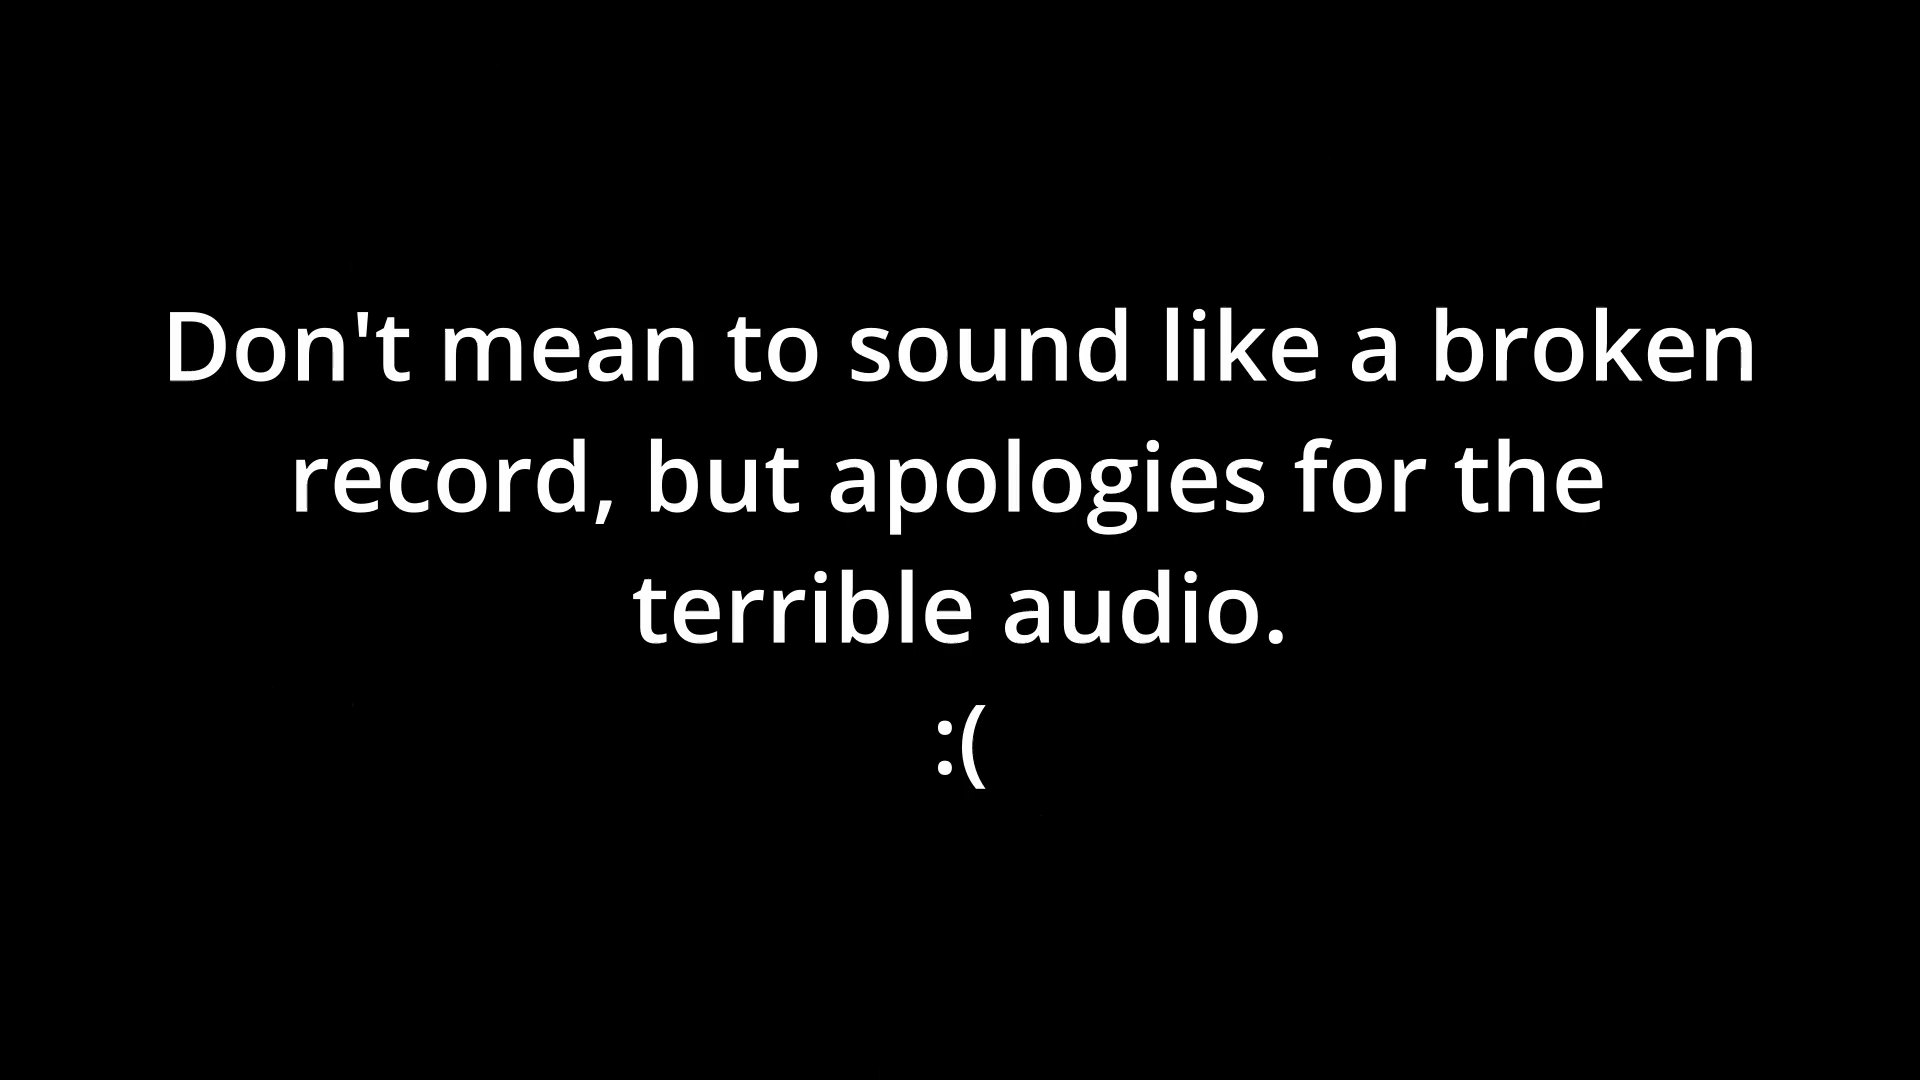 Don't mean to sound like a broken
record, but apologies for the
terrible audio.
:(